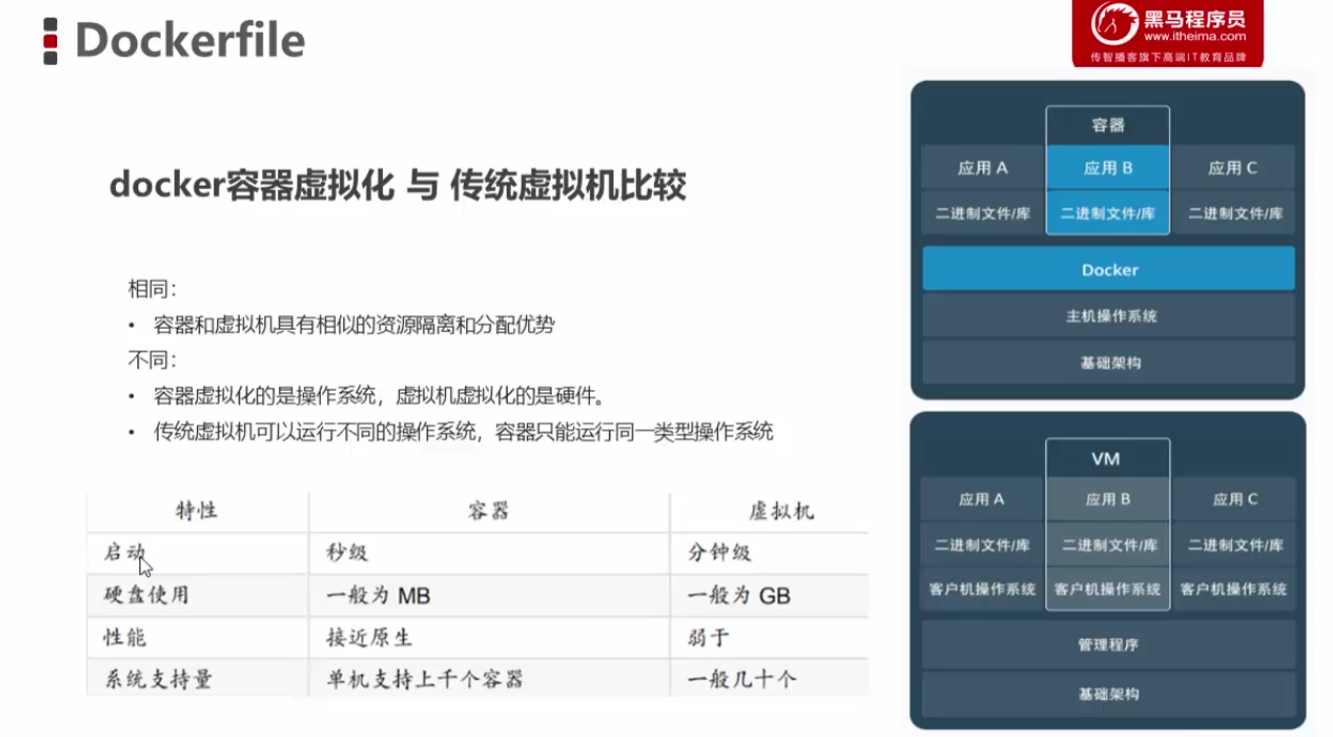 Dockerfile
黑马程序员
www.itheima.com
传智播客旗下高端IT教育品牌
docker容器虚拟化 与 传统虚拟机比较
相同：
• 容器和虚拟机具有相似的资源隔离和分配优势
不同：
• 容器虚拟化的是操作系统，虚拟机虚拟化的是硬件。
• 传统虚拟机可以运行不同的操作系统，容器只能运行同一类型操作系统
特性 容器 虚拟机
启动 秒级 分钟级
硬盘使用 一般为 MB 一般为 GB
性能 接近原生 弱于
系统支持量 单机支持上千个容器 一般几十个
容器
应用 A 应用 B 应用 C
二进制文件/库 二进制文件/库 二进制文件/库
Docker
主机操作系统
基础架构
VM
应用 A 应用 B 应用 C
二进制文件/库 二进制文件/库 二进制文件/库
客户机操作系统 客户机操作系统 客户机操作系统
管理程序
基础架构